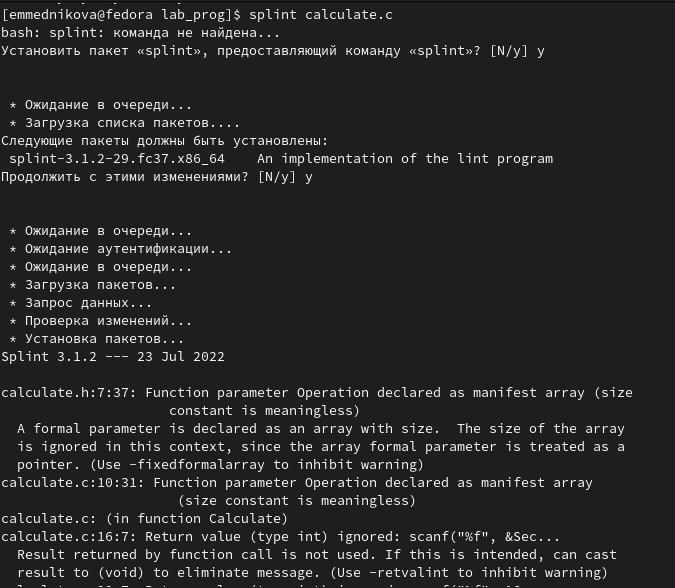 [emmednikova@fedora lab_prog]$ splint calculate.c
bash: splint: команда не найдена...
Установить пакет «splint», предоставляющий команду «splint»? [N/y] y
* Ожидание в очереди...
* Загрузка списка пакетов....
Следующие пакеты должны быть установлены:
splint-3.1.2-29.fc37.x86_64    An implementation of the lint program
Продолжить с этими изменениями? [N/y] y
* Ожидание в очереди...
* Ожидание аутентификации...
* Ожидание в очереди...
* Загрузка пакетов...
* Запрос данных...
* Проверка изменений...
* Установка пакетов...
Splint 3.1.2 --- 23 Jul 2022
calculate.h:7:37: Function parameter Operation declared as manifest array (size
constant is meaningless)
A formal parameter is declared as an array with size.  The size of the array
is ignored in this context, since the array formal parameter is treated as a
pointer. (Use -fixedformalarray to inhibit warning)
calculate.c:10:31: Function parameter Operation declared as manifest array
(size constant is meaningless)
calculate.c: (in function Calculate)
calculate.c:16:7: Return value (type int) ignored: scanf("%f", &Sec...
Result returned by function call is not used. If this is intended, can cast
result to (void) to eliminate message. (Use -retvalint to inhibit warning)